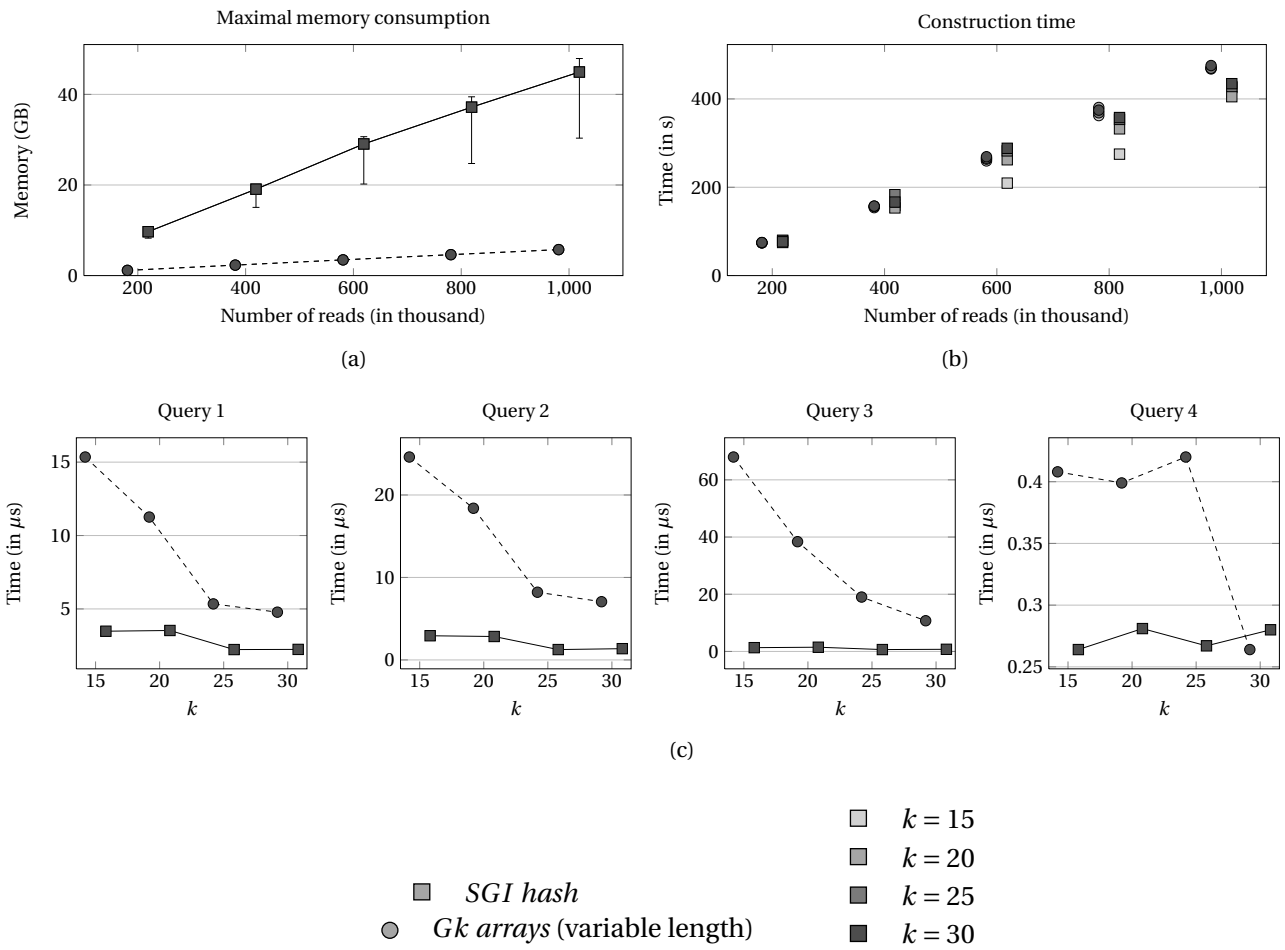 Maximal memory consumption
Memory (GB)
40
20
0
200 400 600 800 1,000
Number of reads (in thousand)
(a)
Construction time
Time (in s)
400
200
0
200 400 600 800 1,000
Number of reads (in thousand)
(b)
Query 1
Time (in μs)
15
10
5
15 20 25 30
k
Query 2
Time (in μs)
20
10
0
15 20 25 30
k
Query 3
Time (in μs)
60
40
20
0
15 20 25 30
k
Query 4
Time (in μs)
0.4
0.35
0.3
0.25
15 20 25 30
k
(c)
SGI hash
Gk arrays (variable length)
k = 15
k = 20
k = 25
k = 30